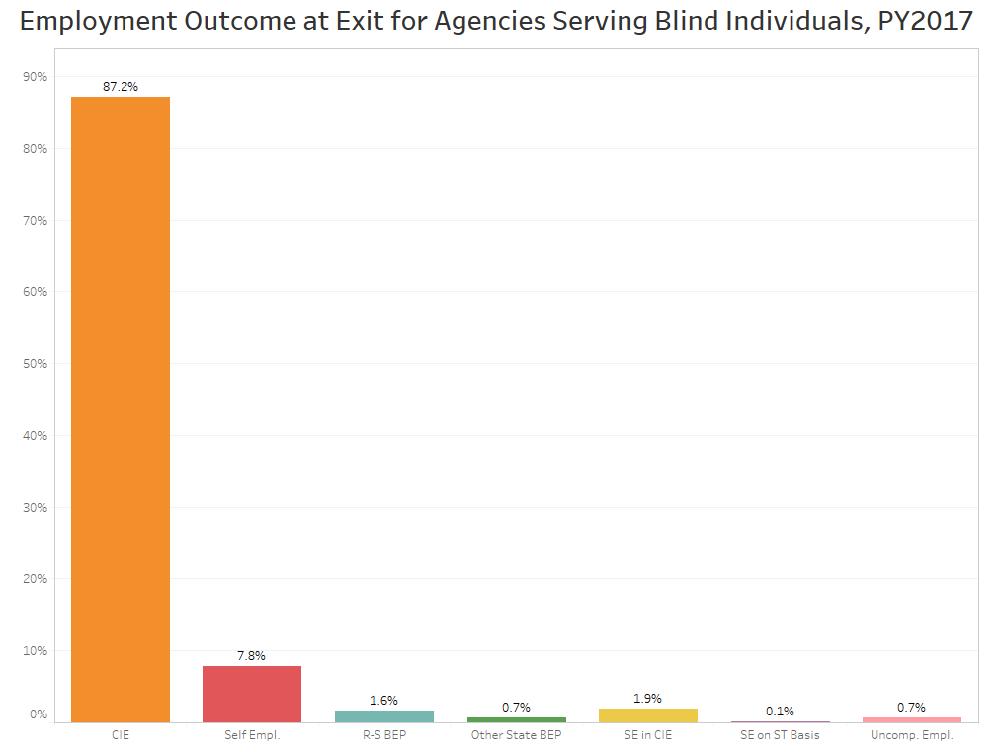 Employment Outcome at Exit for Agencies Serving Blind Individuals, PY2017
90%
80%
70%
60%
50%
40%
30%
20%
10%
0%
87.2%
7.8%
1.6%
0.7%
1.9%
0.1%
0.7%
CIE
Self Empl.
R-S BEP
Other State BEP
SE in CIE
SE on ST Basis
Uncomp. Empl.